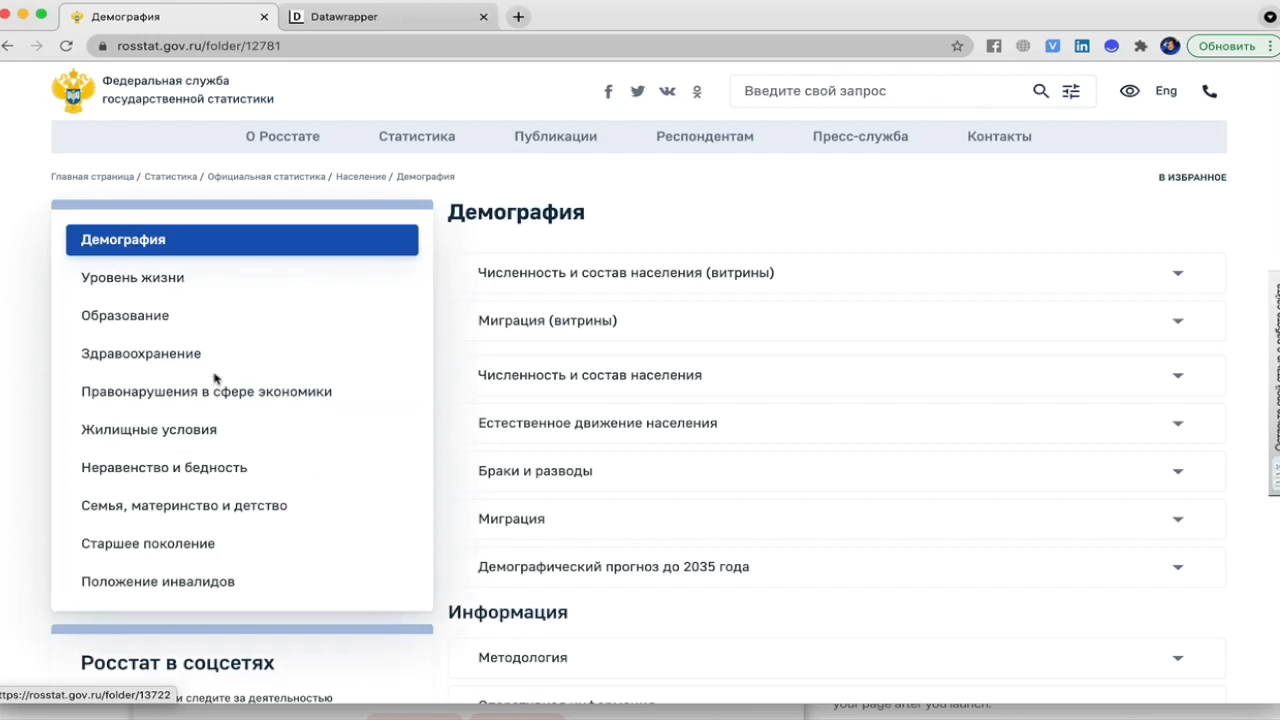 Демография
Datawrapper
rosstat.gov.ru/folder/12781
Обновить
Федеральная служба
государственной статистики
Введите свой запрос
Eng
О Росстате
Статистика
Публикации
Респондентам
Пресс-служба
Контакты
Главная страница / Статистика / Официальная статистика / Население / Демография
В ИЗБРАННОЕ
Демография
Уровень жизни
Образование
Здравоохранение
Правонарушения в сфере экономики
Жилищные условия
Неравенство и бедность
Семья, материнство и детство
Старшее поколение
Положение инвалидов
Росстат в соцсетях
и следите за деятельностью
Демография
Численность и состав населения (витрины)
Миграция (витрины)
Численность и состав населения
Естественное движение населения
Браки и разводы
Миграция
Демографический прогноз до 2035 года
Информация
Методология
ttps://rosstat.gov.ru/folder/13722
your page after you launch.